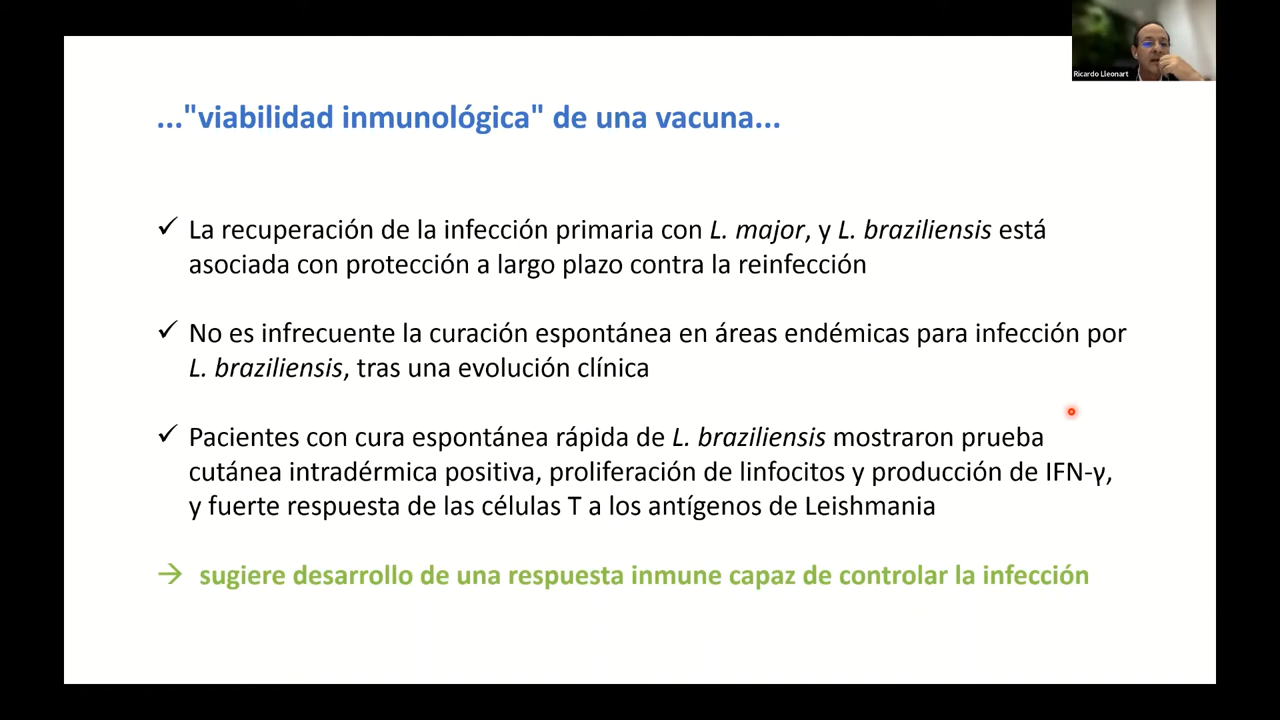 Ricardo Lleonart
..."viabilidad inmunológica" de una vacuna...
✓ La recuperación de la infección primaria con L. major, y L. braziliensis está
asociada con protección a largo plazo contra la reinfección
✓ No es infrecuente la curación espontánea en áreas endémicas para infección por
L. braziliensis, tras una evolución clínica
✓ Pacientes con cura espontánea rápida de L. braziliensis mostraron prueba
cutánea intradérmica positiva, proliferación de linfocitos y producción de IFN-γ,
y fuerte respuesta de las células T a los antígenos de Leishmania
→ sugiere desarrollo de una respuesta inmune capaz de controlar la infección